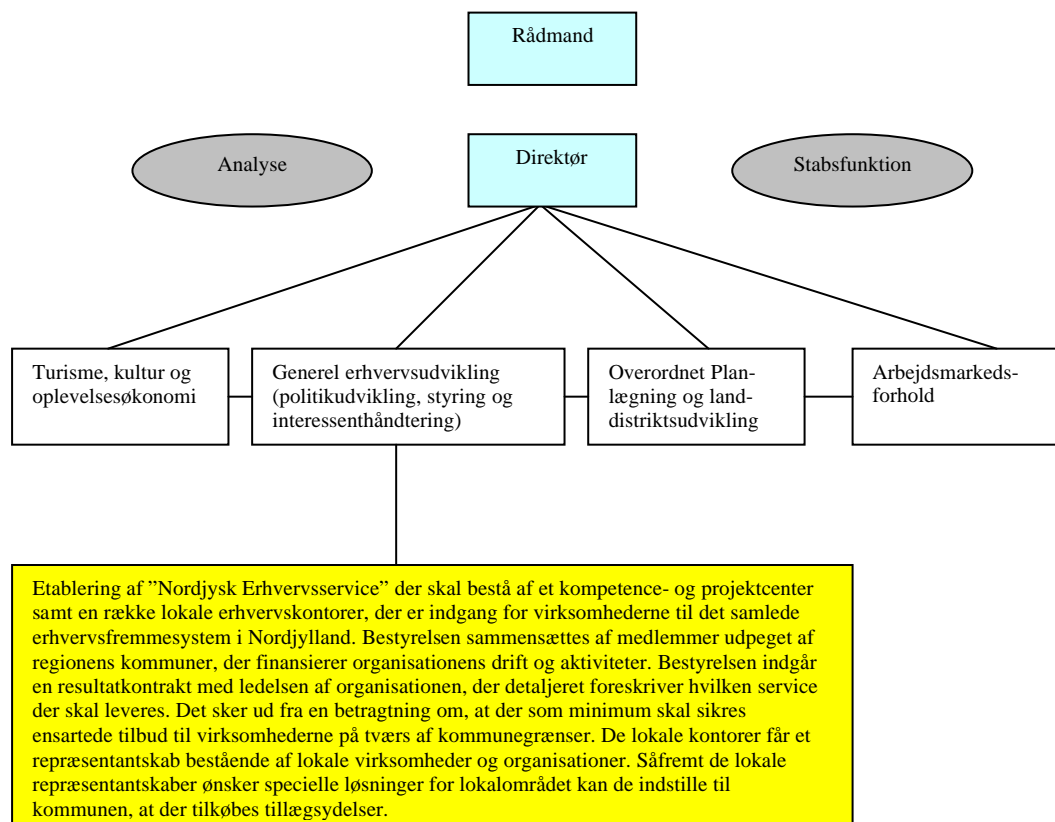 Rådmand
Analyse
Direktør
Stabsfunktion
Turisme, kultur og
oplevelsesøkonomi
Generel erhvervsudvikling
(politikudvikling, styring og
interessenthåndtering)
Overordnet Plan-
lægning og land-
distriktsudvikling
Arbejdsmarkeds-
forhold
Etablering af ”Nordjysk Erhvervsservice” der skal bestå af et kompetence- og projektcenter
samt en række lokale erhvervskontorer, der er indgang for virksomhederne til det samlede
erhvervsfremmesystem i Nordjylland. Bestyrelsen sammensættes af medlemmer udpeget af
regionens kommuner, der finansierer organisationens drift og aktiviteter. Bestyrelsen indgår
en resultatkontrakt med ledelsen af organisationen, der detaljeret foreskriver hvilken service
der skal leveres. Det sker ud fra en betragtning om, at der som minimum skal sikres
ensartede tilbud til virksomhederne på tværs af kommunegrænser. De lokale kontorer får et
repræsentantskab bestående af lokale virksomheder og organisationer. Såfremt de lokale
repræsentantskaber ønsker specielle løsninger for lokalområdet kan de indstille til
kommunen, at der tilkøbes tillægsydelser.